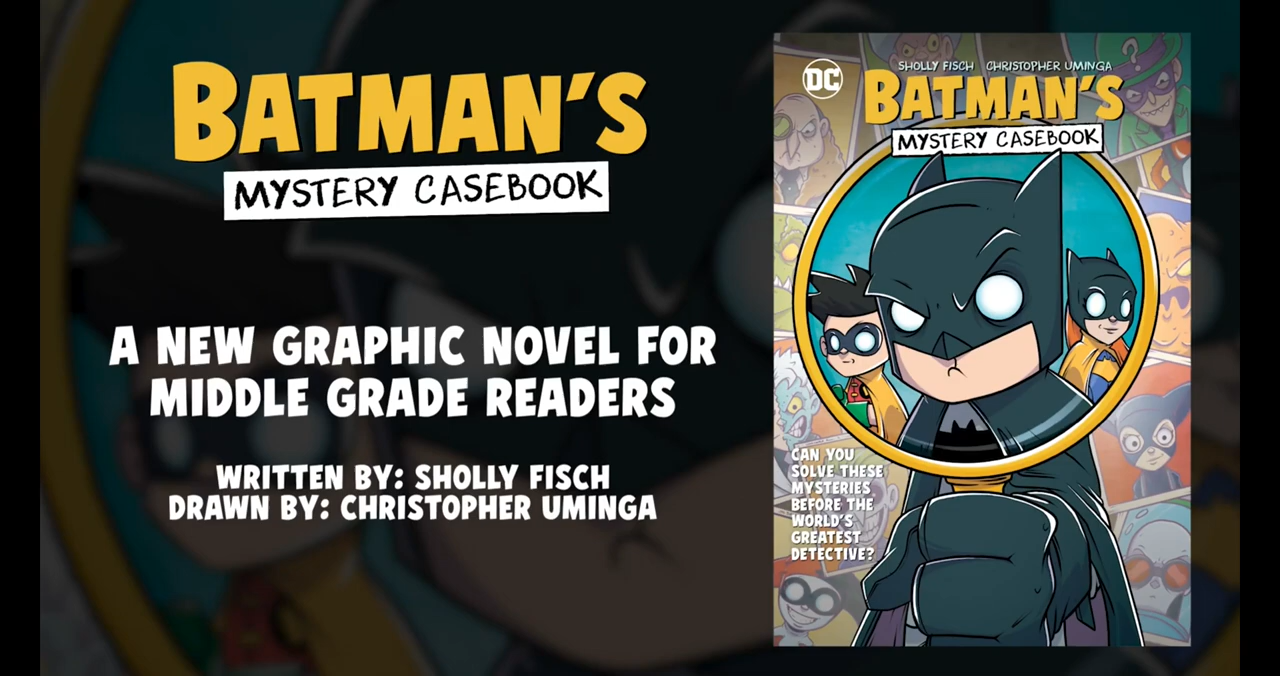 BATMAN'S
MYSTERY CASEBOOK
A NEW GRAPHIC NOVEL FOR
MIDDLE GRADE READERS
WRITTEN BY: SHOLLY FISCH
DRAWN BY: CHRISTOPHER UMINGA
DC
SHOLLY FISCH CHRISTOPHER UMINGA
BATMAN'S
MYSTERY CASEBOOK
CAN YOU
SOLVE THESE
MYSTERIES
BEFORE THE
WORLD'S
GREATEST
DETECTIVE?